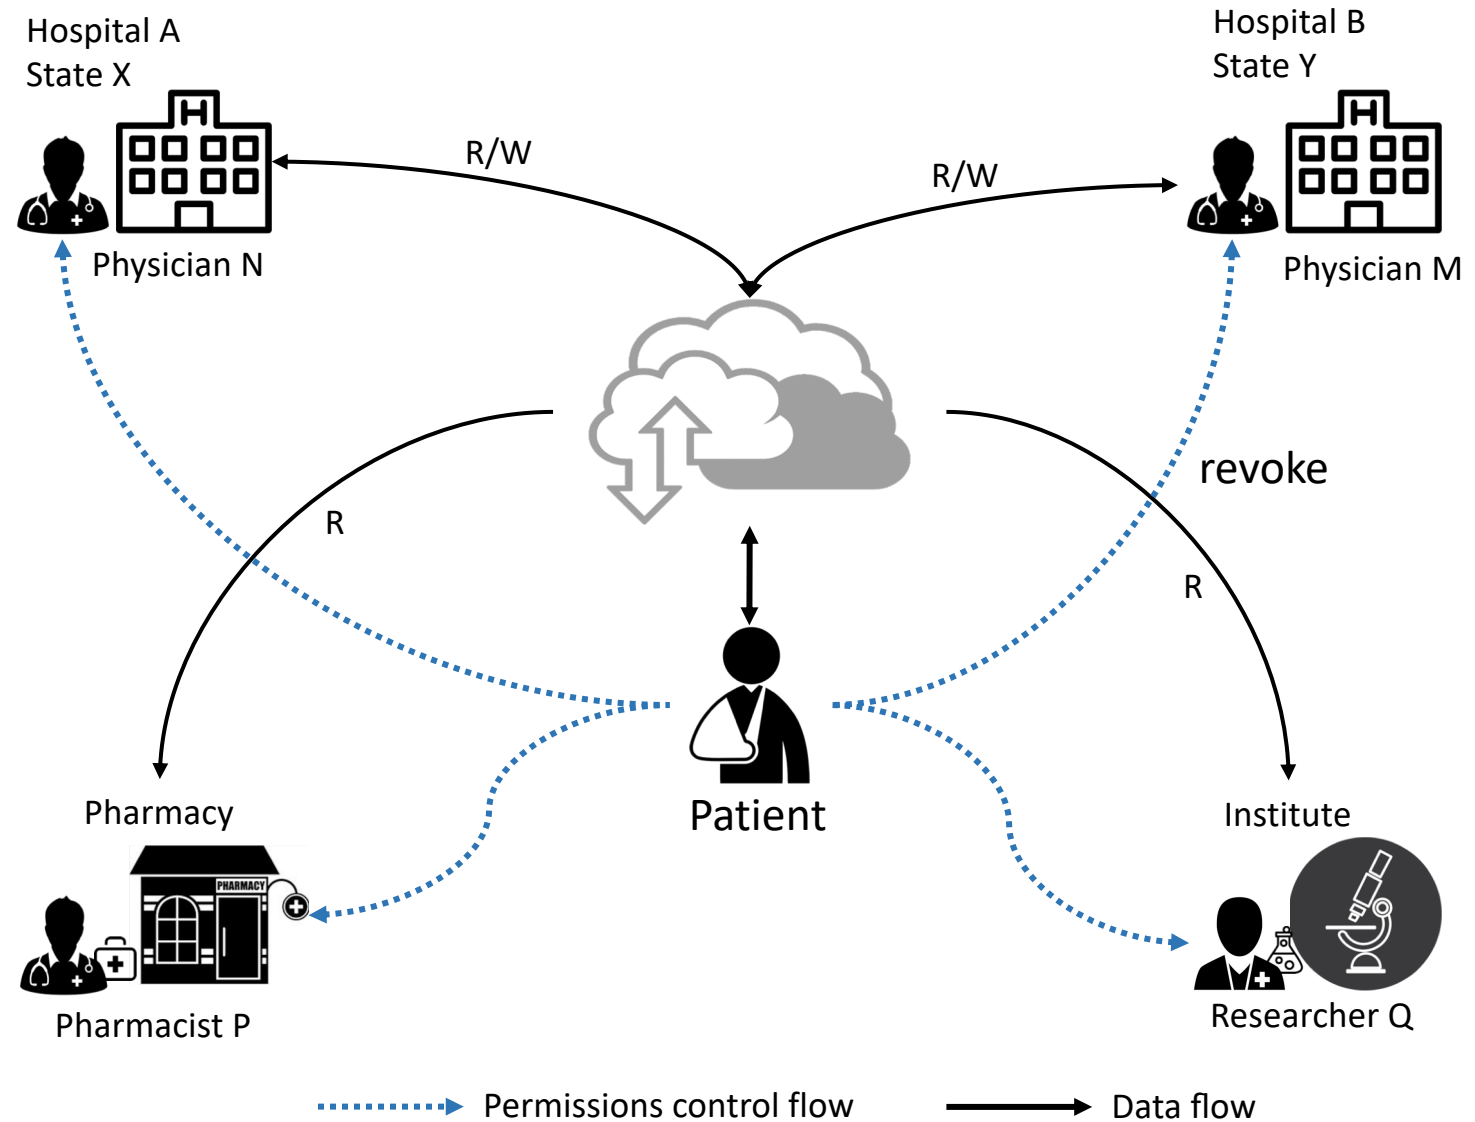 Hospital A
State X
Hospital B
State Y
H
H
R/W
R/W
Physician N
Physician M
revoke
R
R
Patient
Pharmacy
Institute
PHARMACY
Pharmacist P
Researcher Q
Permissions control flow
Data flow